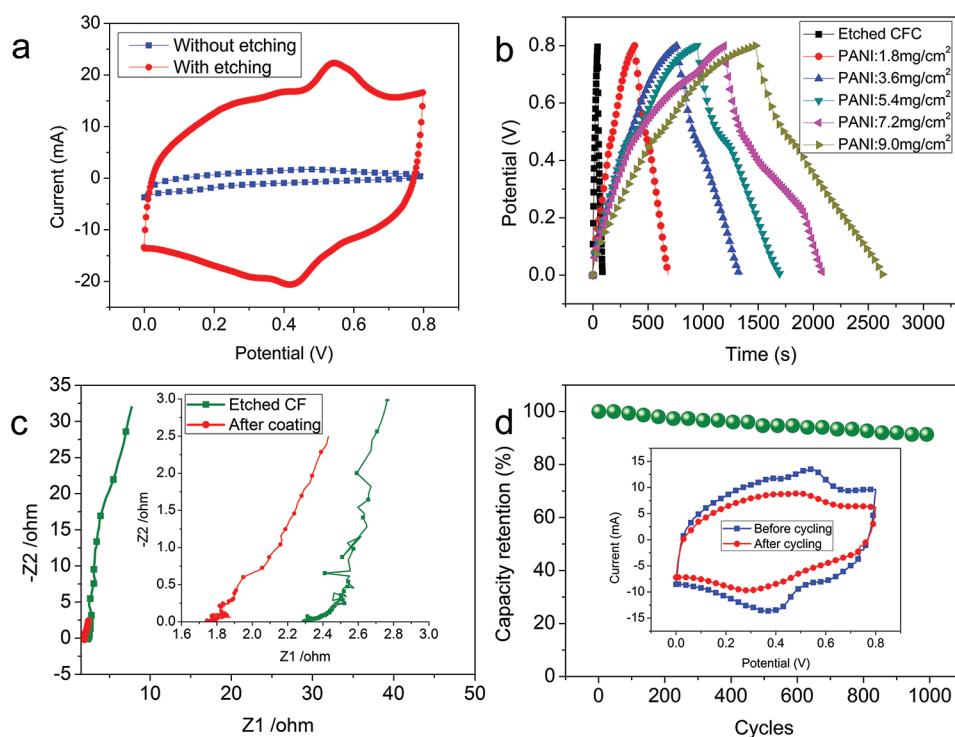 a
Current (mA)
30
20
10
0
-10
-20
Without etching
With etching
0.0 0.2 0.4 0.6 0.8
Potential (V)
b
Potential (V)
0.8
0.6
0.4
0.2
0.0
Etched CFC
PANI:1.8mg/cm²
PANI:3.6mg/cm²
PANI:5.4mg/cm²
PANI:7.2mg/cm²
PANI:9.0mg/cm²
0 500 1000 1500 2000 2500 3000
Time (s)
c
-Z2 /ohm
35
30
25
20
15
10
5
0
-5
10 20 30 40 50
Z1 /ohm
Etched CF
After coating
-Z2 /ohm
3.0
2.5
2.0
1.5
1.0
0.5
0.0
1.6 1.8 2.0 2.2 2.4 2.6 2.8 3.0
Z1 /ohm
d
Capacity retention (%)
100
80
60
40
20
0
0 200 400 600 800 1000
Cycles
Current (mA)
15
10
5
0
-5
-10
-15
Before cycling
After cycling
0.0 0.2 0.4 0.6 0.8
Potential (V)